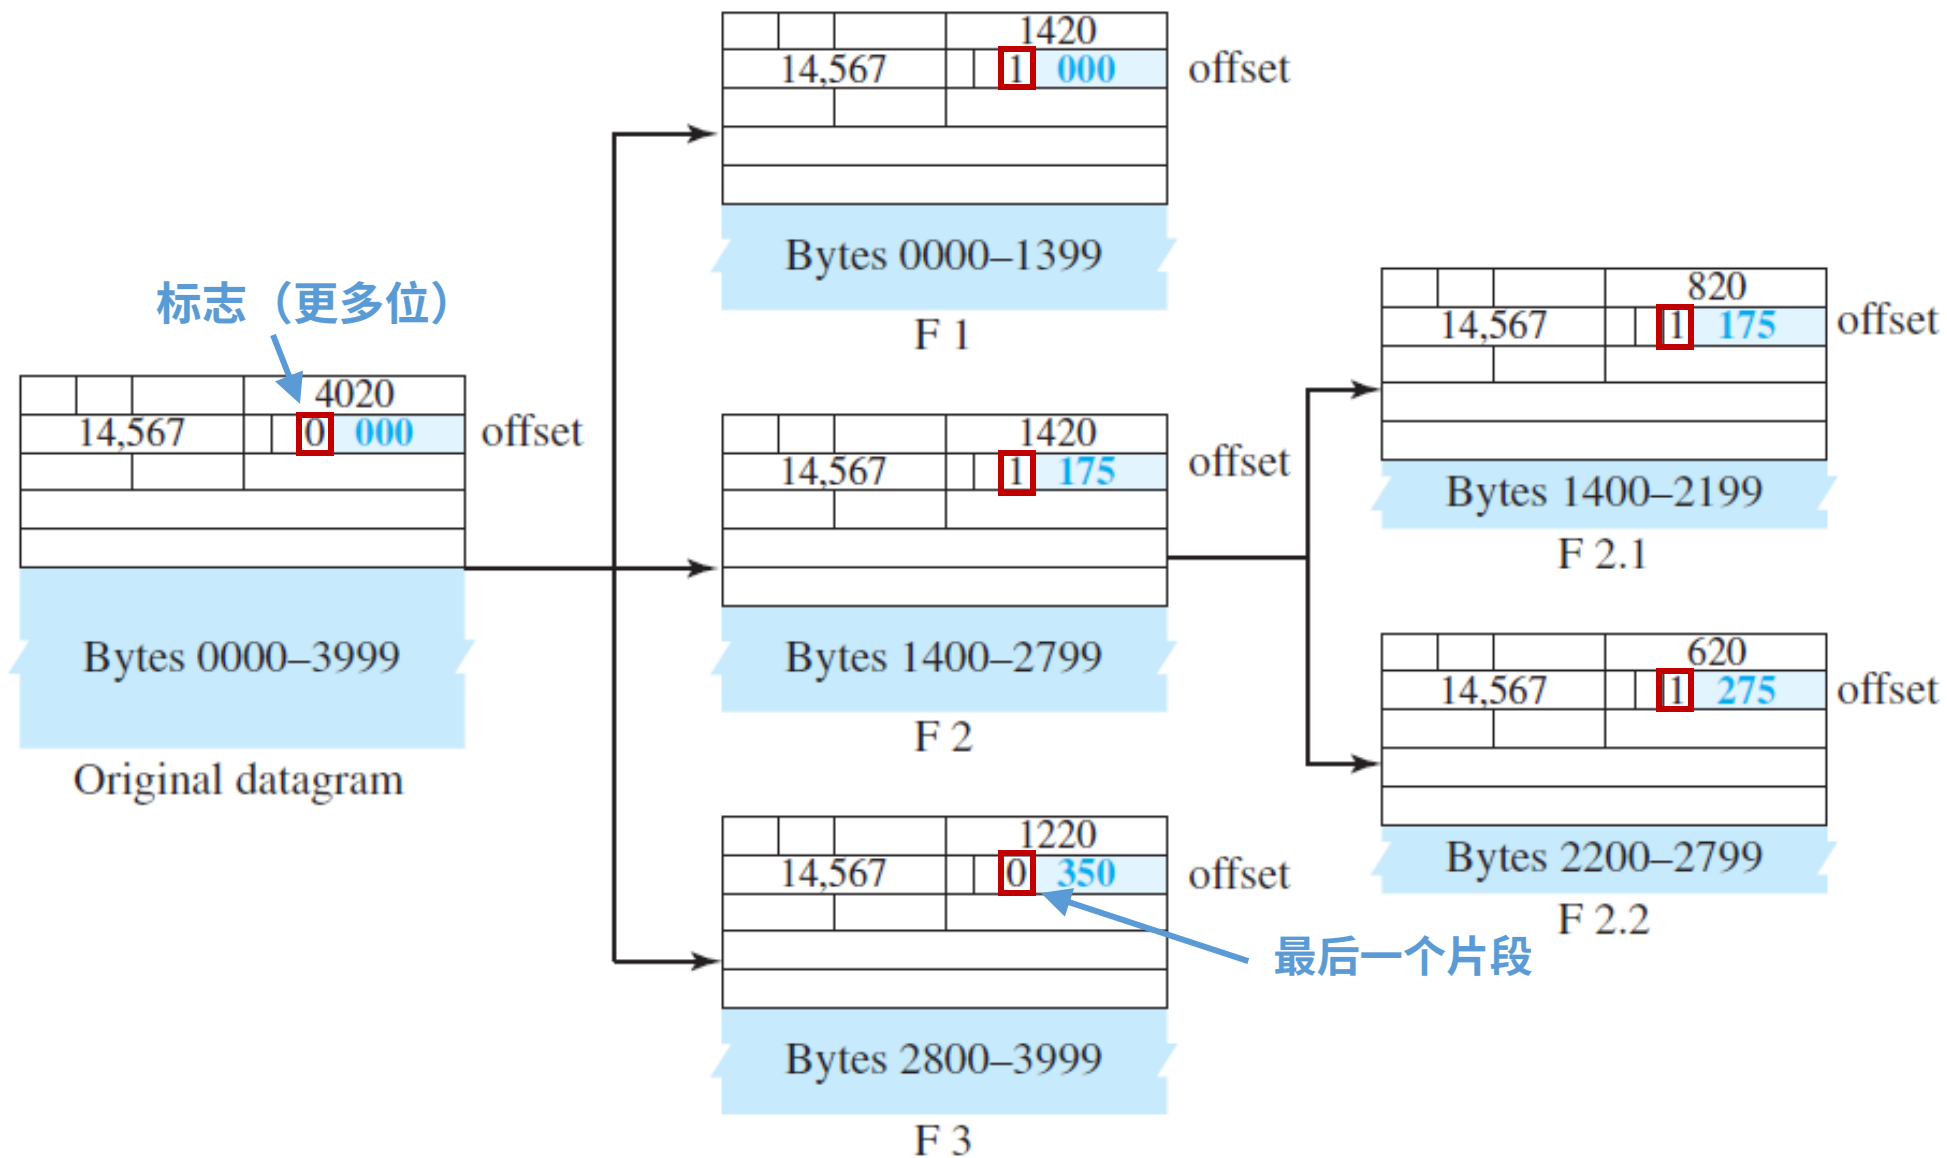 标志（更多位）
4020
14,567 0 000 offset
Bytes 0000–3999
Original datagram
1420
14,567 1 000 offset
Bytes 0000–1399
F 1
1420
14,567 1 175 offset
Bytes 1400–2799
F 2
1220
14,567 0 350 offset
最后一个片段
Bytes 2800–3999
F 3
820
14,567 1 175 offset
Bytes 1400–2199
F 2.1
620
14,567 1 275 offset
Bytes 2200–2799
F 2.2